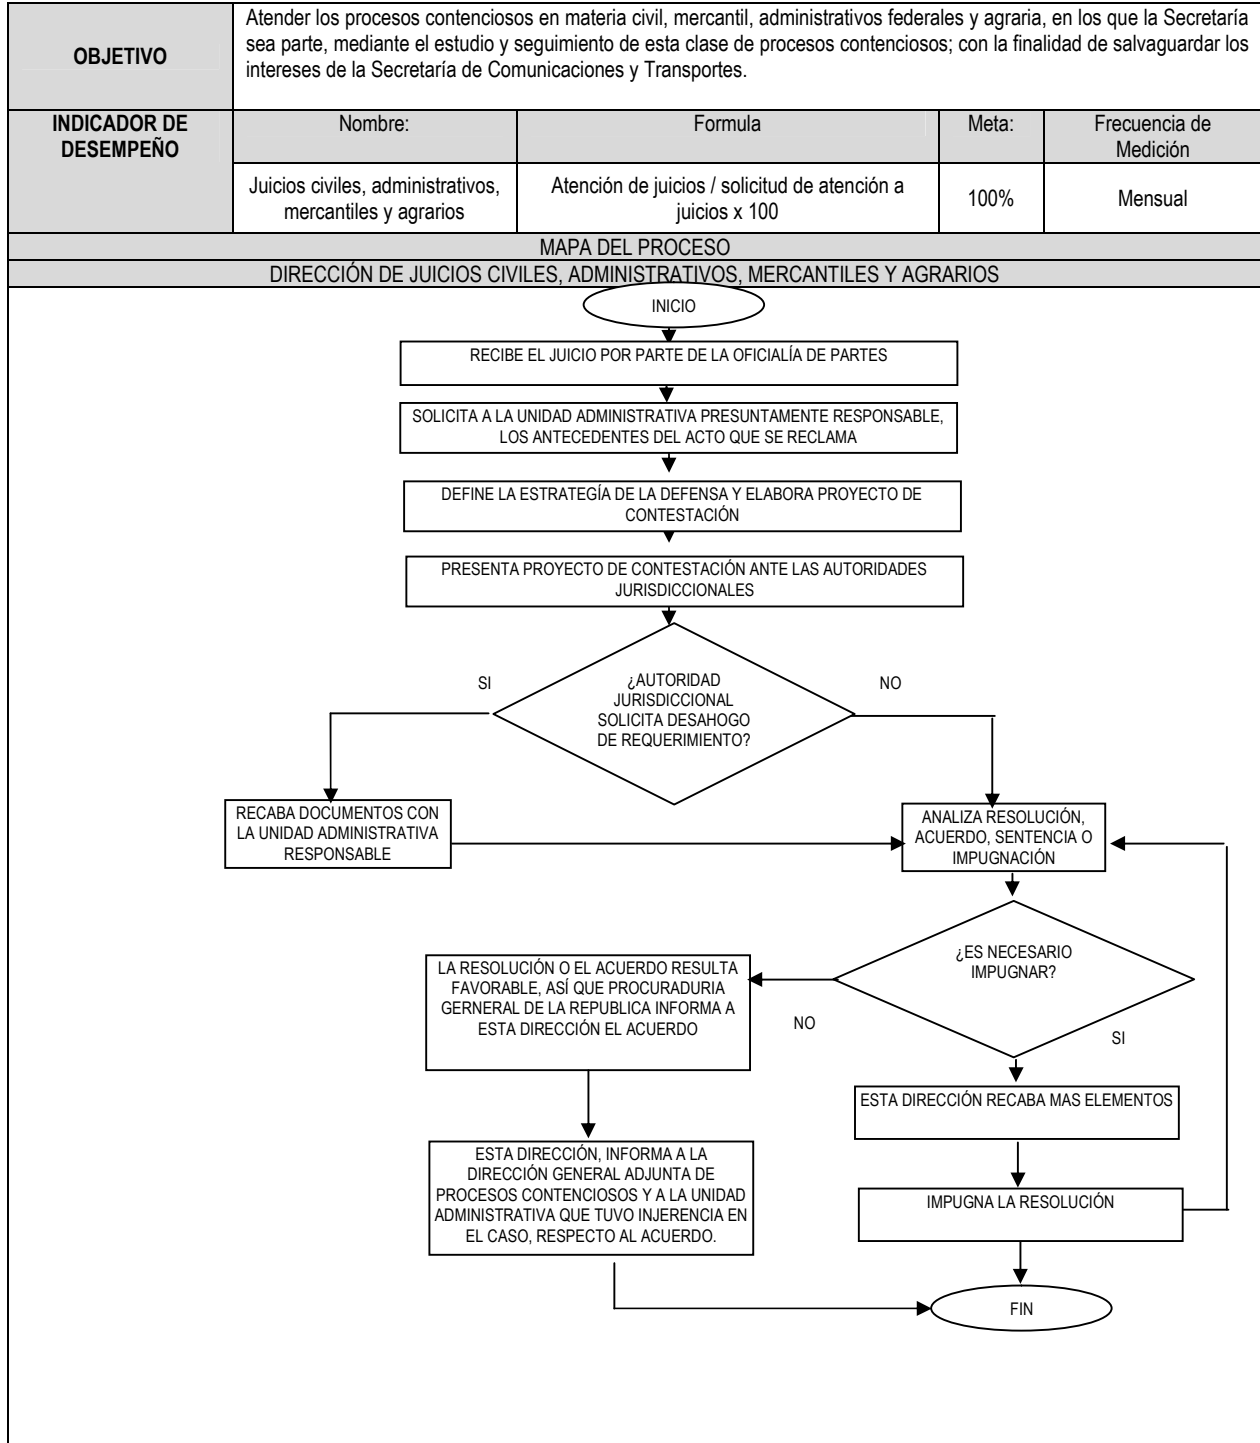 OBJETIVO
Atender los procesos contenciosos en materia civil, mercantil, administrativos federales y agraria, en los que la Secretaría
sea parte, mediante el estudio y seguimiento de esta clase de procesos contenciosos; con la finalidad de salvaguardar los
intereses de la Secretaría de Comunicaciones y Transportes.
INDICADOR DE
DESEMPEÑO
Nombre:
Formula
Meta:
Frecuencia de
Medición
Juicios civiles, administrativos,
mercantiles y agrarios
Atención de juicios / solicitud de atención a
juicios x 100
100%
Mensual
MAPA DEL PROCESO
DIRECCIÓN DE JUICIOS CIVILES, ADMINISTRATIVOS, MERCANTILES Y AGRARIOS
INICIO
RECIBE EL JUICIO POR PARTE DE LA OFICIALÍA DE PARTES
SOLICITA A LA UNIDAD ADMINISTRATIVA PRESUNTAMENTE RESPONSABLE,
LOS ANTECEDENTES DEL ACTO QUE SE RECLAMA
DEFINE LA ESTRATEGÍA DE LA DEFENSA Y ELABORA PROYECTO DE
CONTESTACIÓN
PRESENTA PROYECTO DE CONTESTACIÓN ANTE LAS AUTORIDADES
JURISDICCIONALES
SI
¿AUTORIDAD
JURISDICCIONAL
SOLICITA DESAHOGO
DE REQUERIMIENTO?
NO
RECABA DOCUMENTOS CON
LA UNIDAD ADMINISTRATIVA
RESPONSABLE
ANALIZA RESOLUCIÓN,
ACUERDO, SENTENCIA O
IMPUGNACIÓN
¿ES NECESARIO
IMPUGNAR?
LA RESOLUCIÓN O EL ACUERDO RESULTA
FAVORABLE, ASÍ QUE PROCURADURIA
GERNERAL DE LA REPUBLICA INFORMA A
ESTA DIRECCIÓN EL ACUERDO
NO
SI
ESTA DIRECCIÓN RECABA MAS ELEMENTOS
ESTA DIRECCIÓN, INFORMA A LA
DIRECCIÓN GENERAL ADJUNTA DE
PROCESOS CONTENCIOSOS Y A LA UNIDAD
ADMINISTRATIVA QUE TUVO INJERENCIA EN
EL CASO, RESPECTO AL ACUERDO.
IMPUGNA LA RESOLUCIÓN
FIN